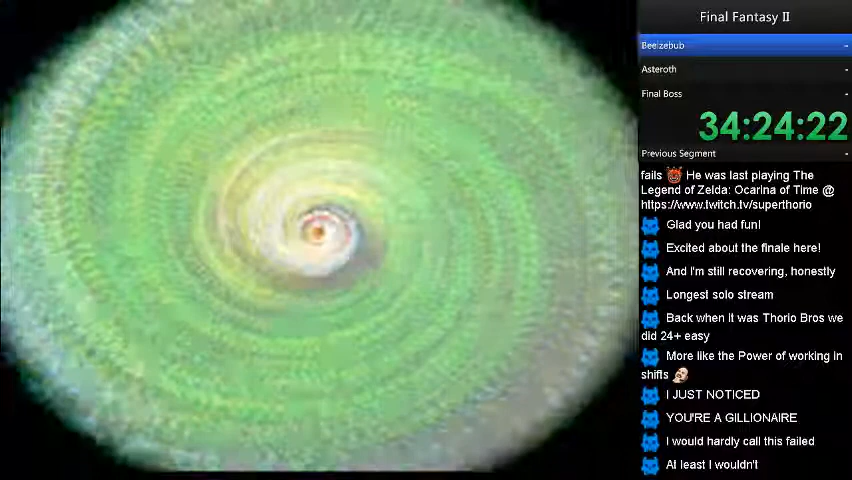 Final Fantasy II
Beelzebub -
Asteroth -
Final Boss -
34:24:22
Previous Segment -
fails 👹 He was last playing The
Legend of Zelda: Ocarina of Time @
https://www.twitch.tv/superthorio
Glad you had fun!
Excited about the finale here!
And I'm still recovering, honestly
Longest solo stream
Back when it was Thorio Bros we
did 24+ easy
More like the Power of working in
shifts
I JUST NOTICED
YOU'RE A GILLIONAIRE
I would hardly call this failed
At least I wouldn't